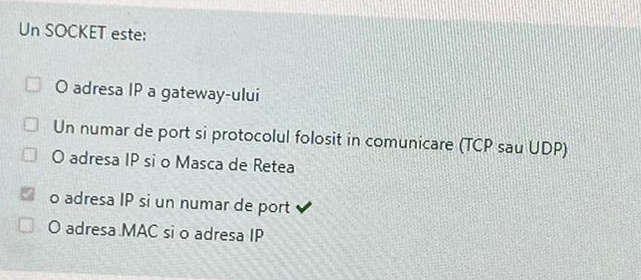 Un SOCKET este:
O adresa IP a gateway-ului
Un numar de port si protocolul folosit in comunicare (TCP sau UDP)
O adresa IP si o Masca de Retea
o adresa IP si un numar de port
O adresa MAC si o adresa IP